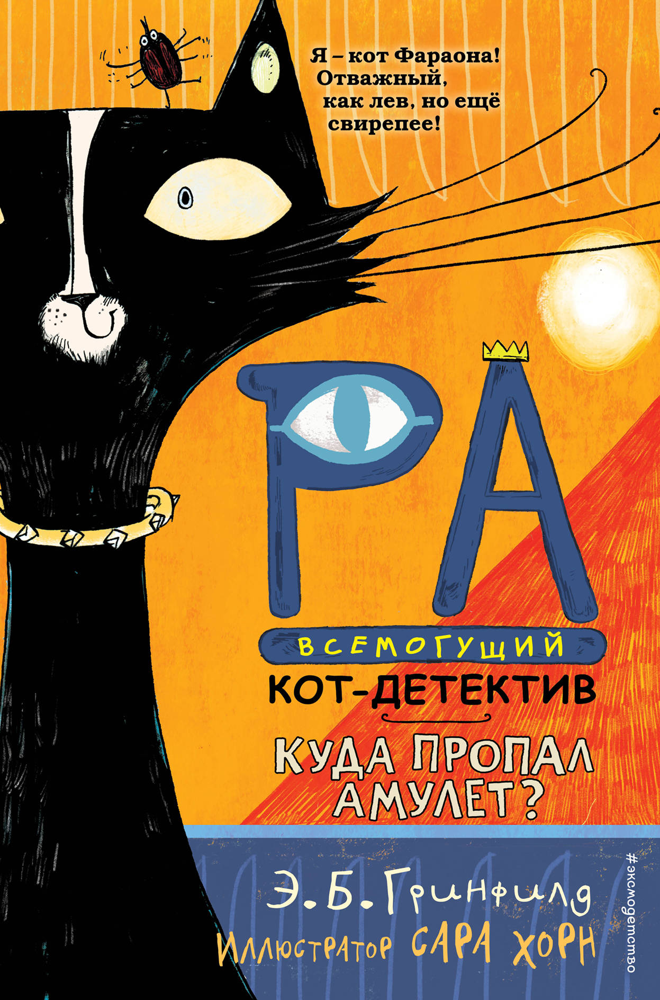 Я – кот Фараона!
Отважный,
как лев, но ещё
свирепее!
РА
ВСЕМОГУЩИЙ
КОТ-ДЕТЕКТИВ
КУДА ПРОПАЛ
АМУЛЕТ?
Э.Б.Гринфилд
Иллюстратор САРА ХОРН
#эксмодетство